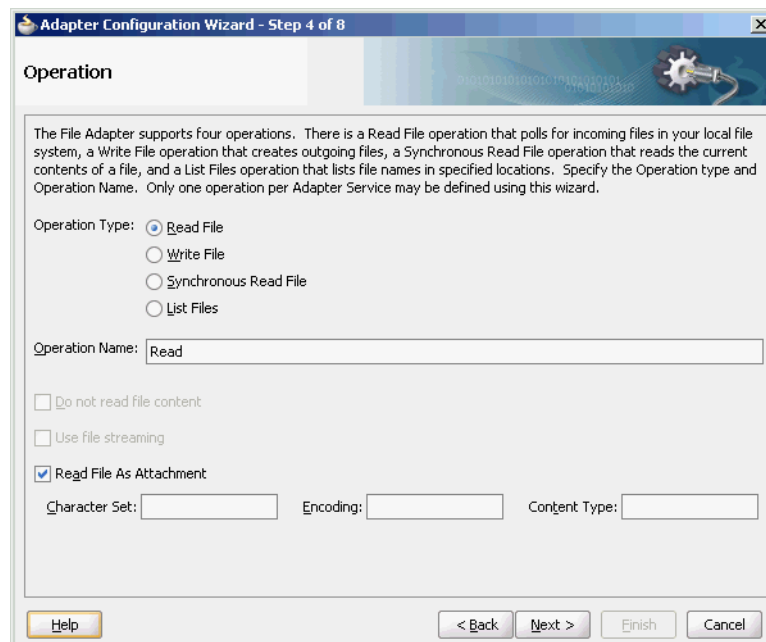 Adapter Configuration Wizard - Step 4 of 8
Operation
The File Adapter supports four operations. There is a Read File operation that polls for incoming files in your local file
system, a Write File operation that creates outgoing files, a Synchronous Read File operation that reads the current
contents of a file, and a List Files operation that lists file names in specified locations. Specify the Operation type and
Operation Name. Only one operation per Adapter Service may be defined using this wizard.
Operation Type: Read File
Write File
Synchronous Read File
List Files
Operation Name: Read
Do not read file content
Use file streaming
Read File As Attachment
Character Set: Encoding: Content Type:
Help < Back Next > Finish Cancel